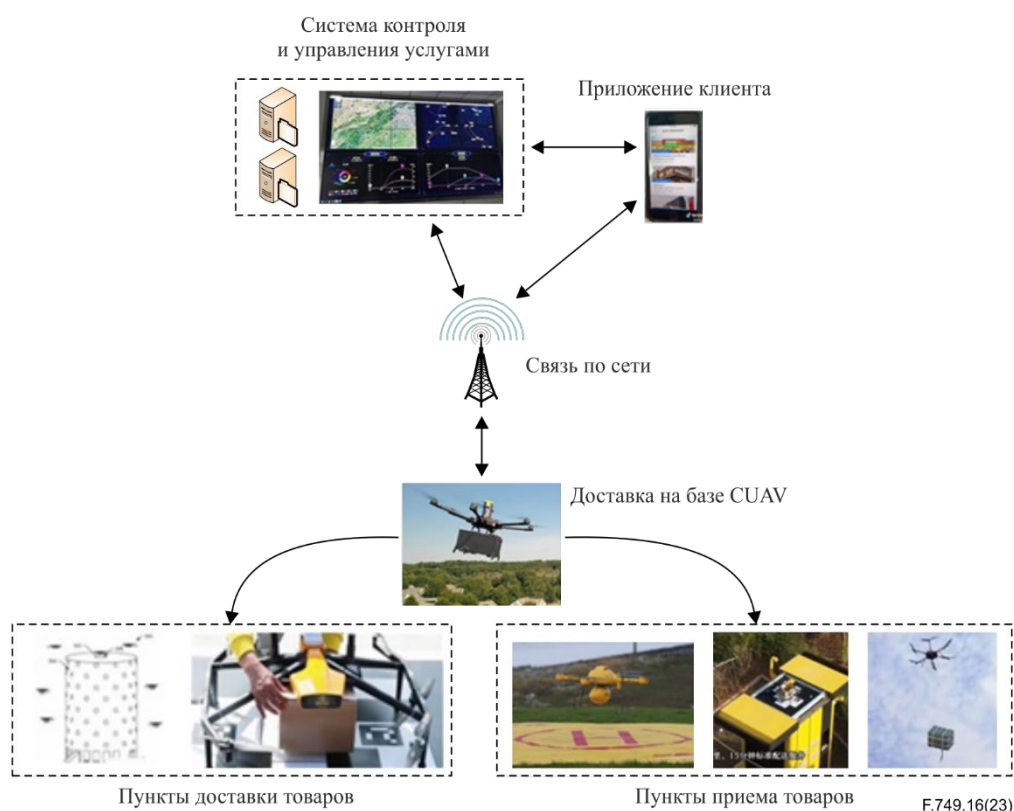 Система контроля
и управления услугами
Приложение клиента
Связь по сети
Доставка на базе CUAV
Пункты доставки товаров
Пункты приема товаров
F.749.16(23)